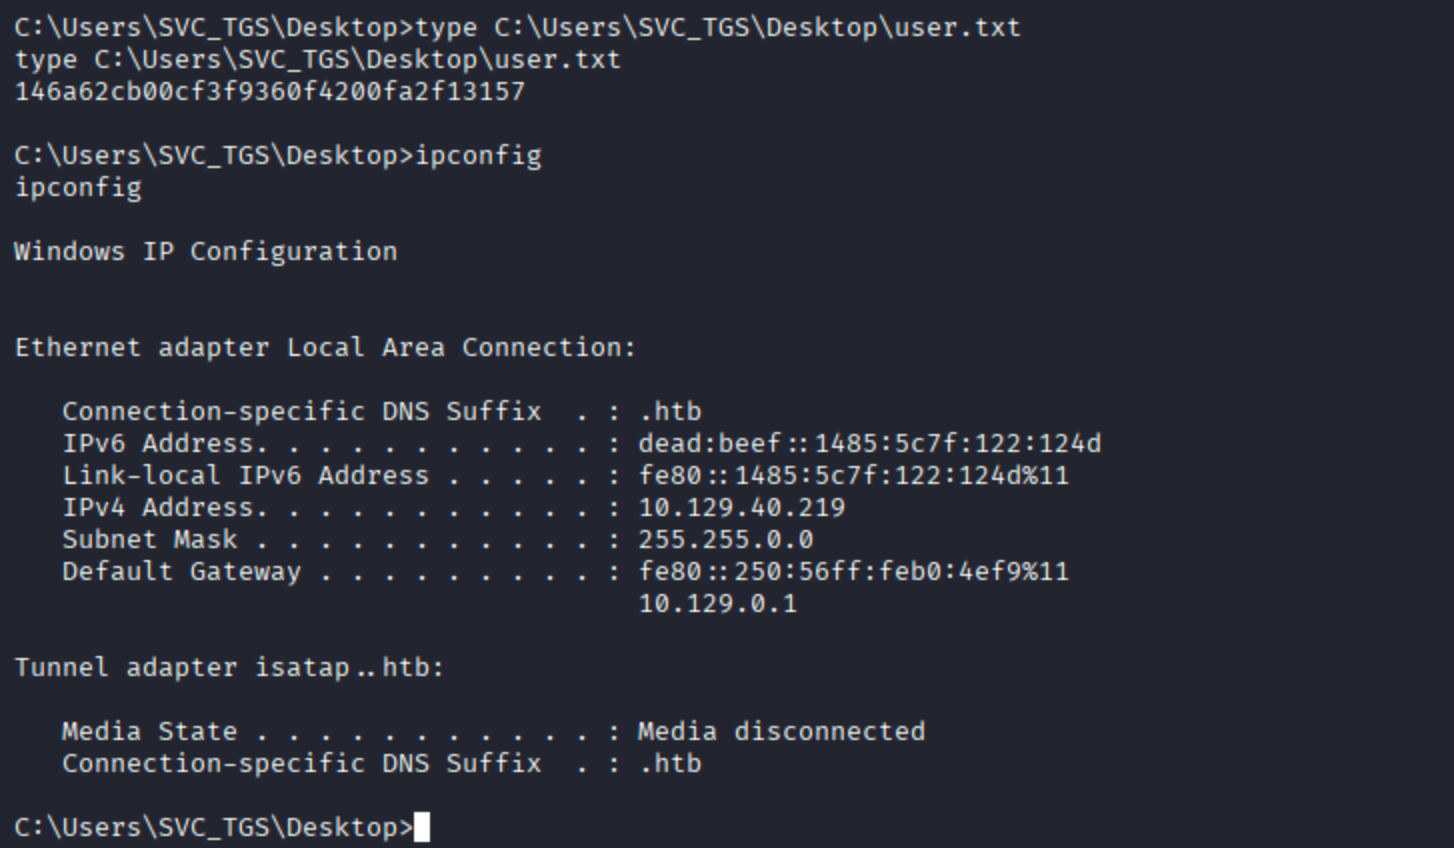 C:\Users\SVC_TGS\Desktop>type C:\Users\SVC_TGS\Desktop\user.txt
type C:\Users\SVC_TGS\Desktop\user.txt
146a62cb00cf3f9360f4200fa2f13157
C:\Users\SVC_TGS\Desktop>ipconfig
ipconfig
Windows IP Configuration
Ethernet adapter Local Area Connection:
   Connection-specific DNS Suffix  . : .htb
   IPv6 Address. . . . . . . . . . . : dead:beef::1485:5c7f:122:124d
   Link-local IPv6 Address . . . . . : fe80::1485:5c7f:122:124d%11
   IPv4 Address. . . . . . . . . . . : 10.129.40.219
   Subnet Mask . . . . . . . . . . . : 255.255.0.0
   Default Gateway . . . . . . . . . : fe80::250:56ff:feb0:4ef9%11
                                       10.129.0.1
Tunnel adapter isatap..htb:
   Media State . . . . . . . . . . . : Media disconnected
   Connection-specific DNS Suffix  . : .htb
C:\Users\SVC_TGS\Desktop>